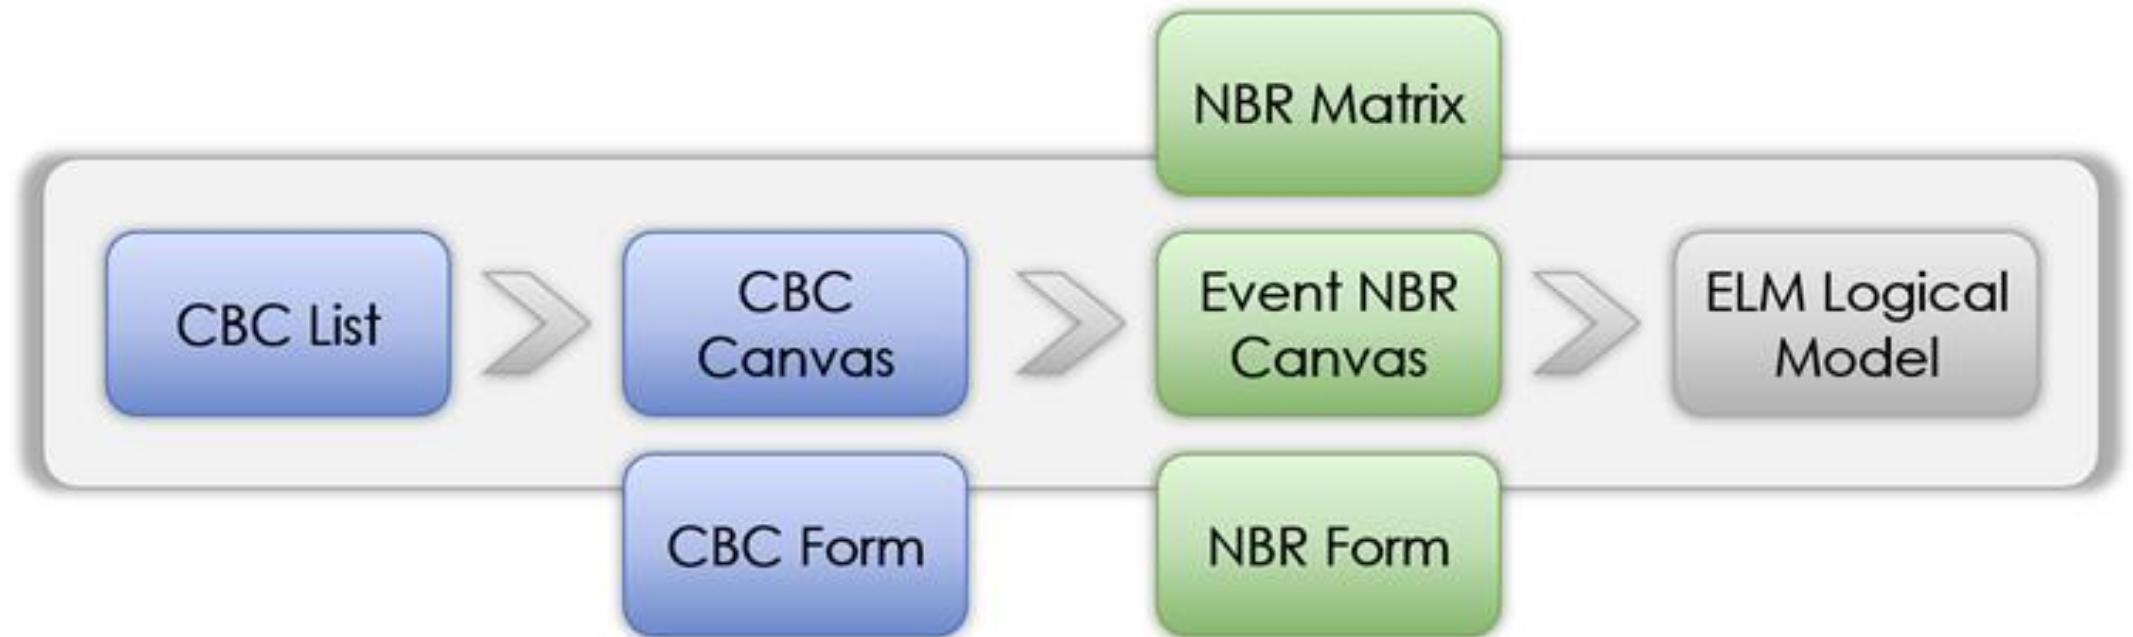 NBR Matrix
CBC List
CBC
Canvas
Event NBR
Canvas
ELM Logical
Model
CBC Form
NBR Form